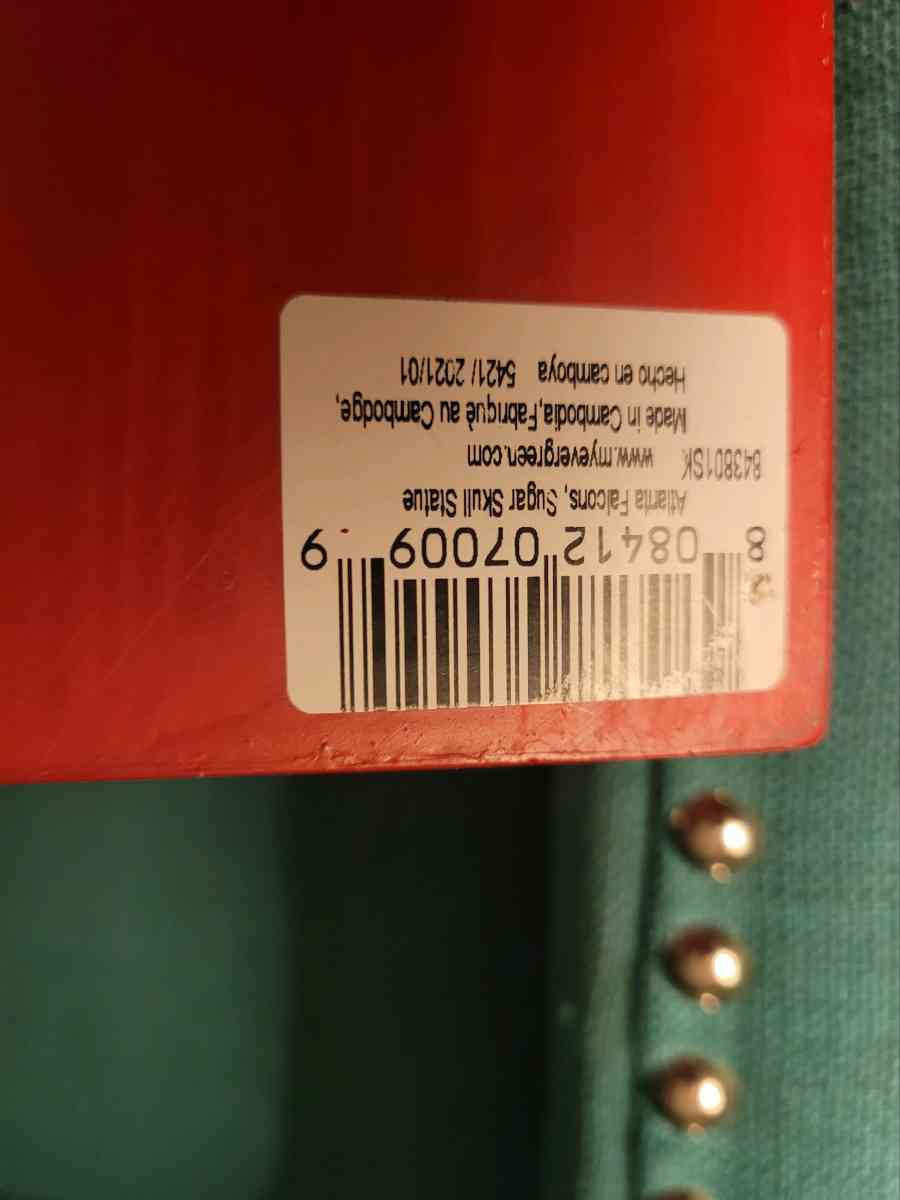 8 08412 07009 9
Atlanta Falcons, Sugar Skull Statue
843801SK www.myevergreen.com
Made in Cambodia,Fabriquè au Cambodge,
Hecho en camboya 5421/ 2021/01